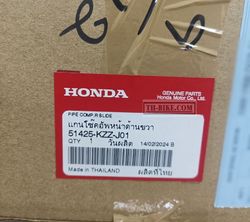 TH-BIKE.COM
HONDA
GENUINE PARTS
Honda Motor Co., Ltd.
PIPE COMP,R SLIDE
แกนโช๊คอัพหน้าด้านขวา
51425-KZZ-J01
QTY 1 วันผลิต 14/02/2024 B
Made in THAILAND ผลิตที่ไทย